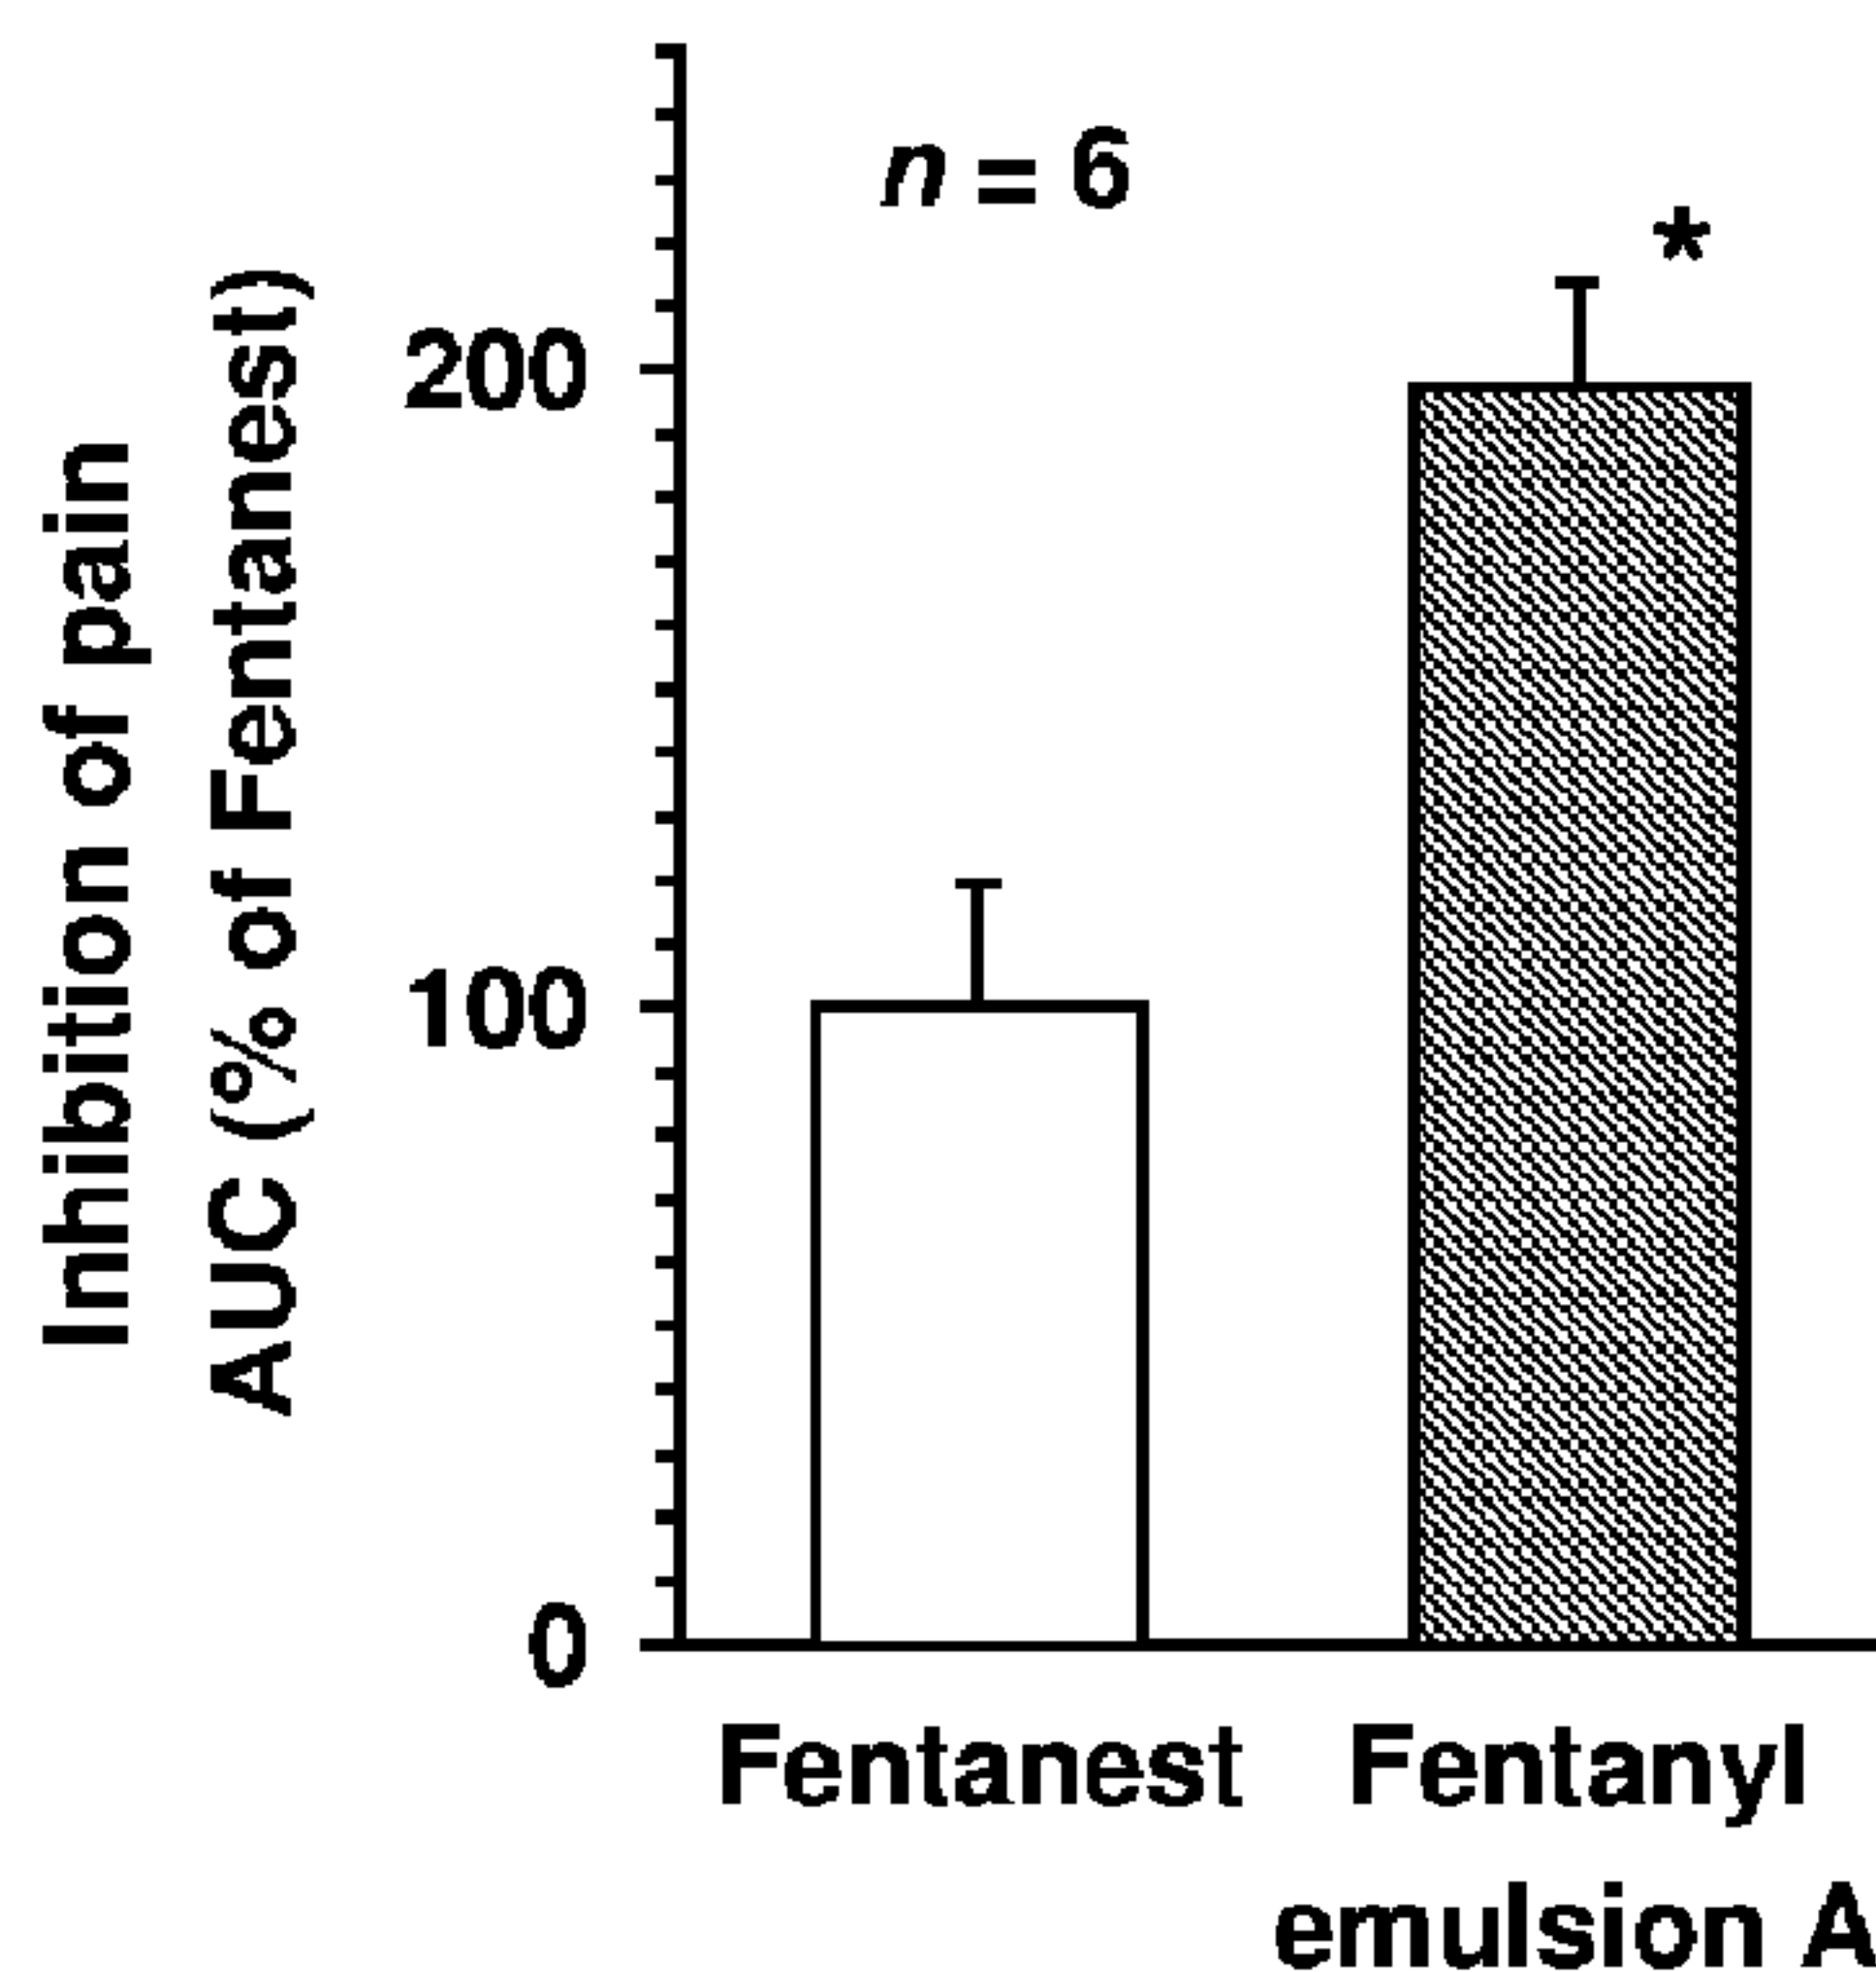 Inhibition of pain
AUC (% of Fentanest)
n = 6
*
200
100
0
Fentanest
Fentanyl
emulsion A